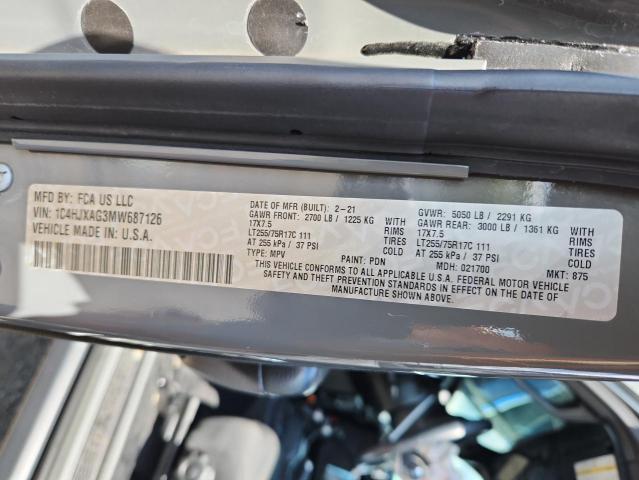 MFD BY: FCA US LLC
VIN: 1C4HJXAG3MW687126
VEHICLE MADE IN: U.S.A.
DATE OF MFR (BUILT): 2-21
GAWR FRONT: 2700 LB / 1225 KG
17X7.5 RIMS
LT255/75R17C 111 TIRES
AT 255 kPa / 37 PSI COLD
TYPE: MPV PAINT: PDN
GVWR: 5050 LB / 2291 KG
GAWR REAR: 3000 LB / 1361 KG
17X7.5 RIMS
LT255/75R17C 111 TIRES
AT 255 kPa / 37 PSI COLD
MDH: 021700 MKT: 875
THIS VEHICLE CONFORMS TO ALL APPLICABLE U.S.A. FEDERAL MOTOR VEHICLE
SAFETY AND THEFT PREVENTION STANDARDS IN EFFECT ON THE DATE OF
MANUFACTURE SHOWN ABOVE.